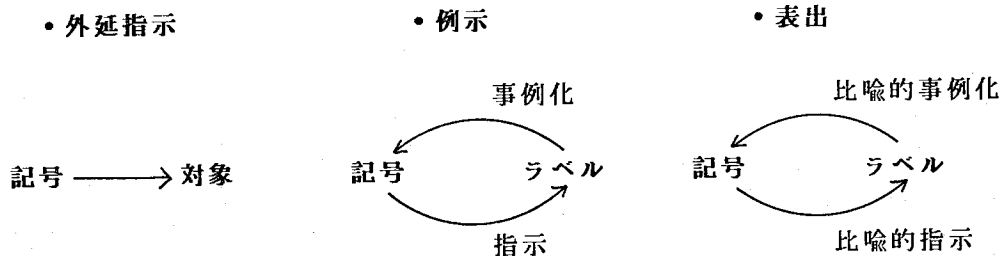 • 外延指示
• 例示
• 表出
事例化
比喩的事例化
記号 対象
記号 ラベル
記号 ラベル
指示
比喩的指示